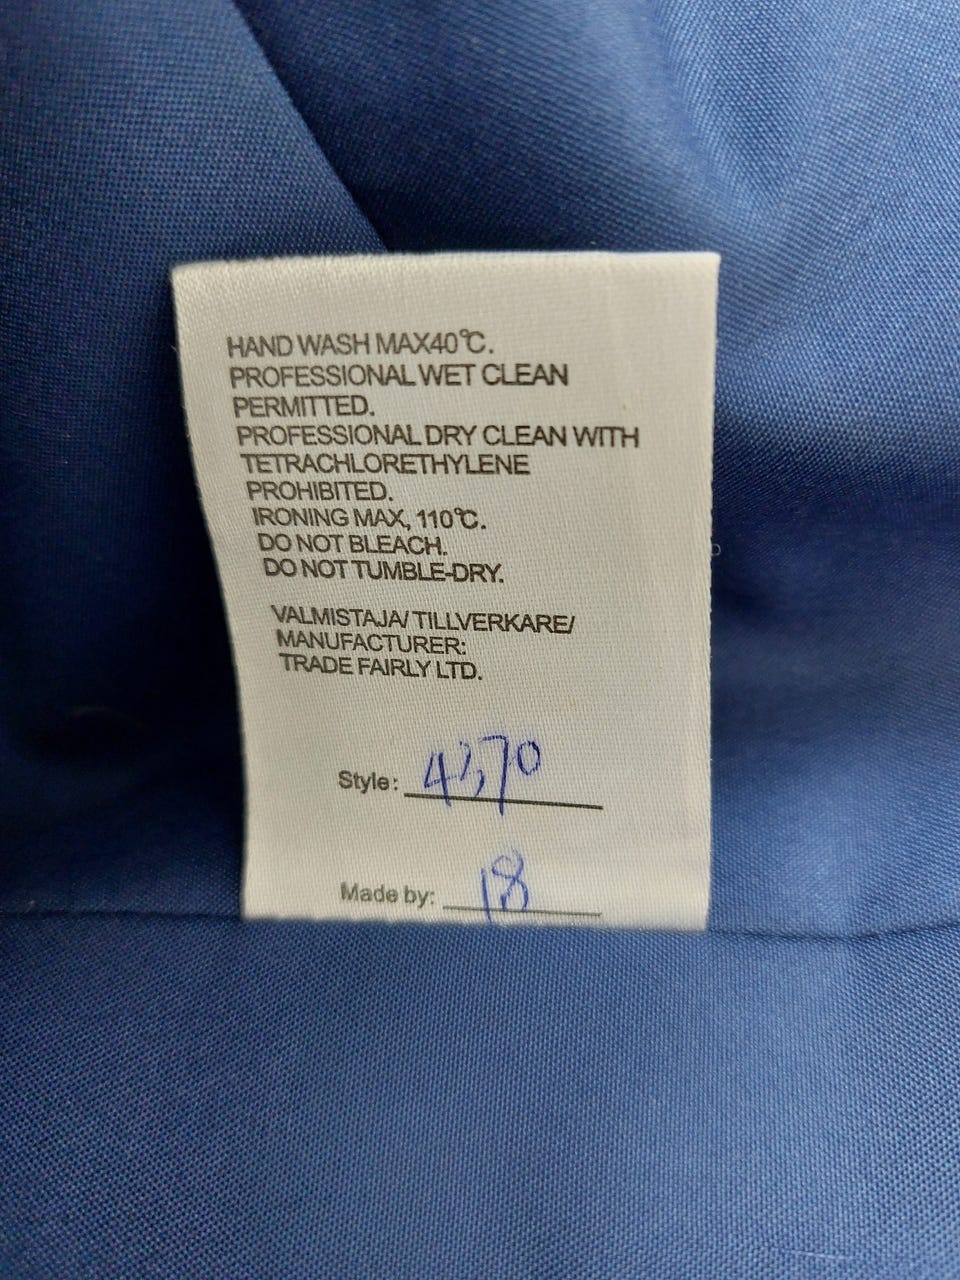 HAND WASH MAX40℃.
PROFESSIONAL WET CLEAN
PERMITTED.
PROFESSIONAL DRY CLEAN WITH
TETRACHLORETHYLENE
PROHIBITED.
IRONING MAX, 110℃.
DO NOT BLEACH.
DO NOT TUMBLE-DRY.
VALMISTAJA/ TILLVERKARE/
MANUFACTURER:
TRADE FAIRLY LTD.
Style:
Made by: 18